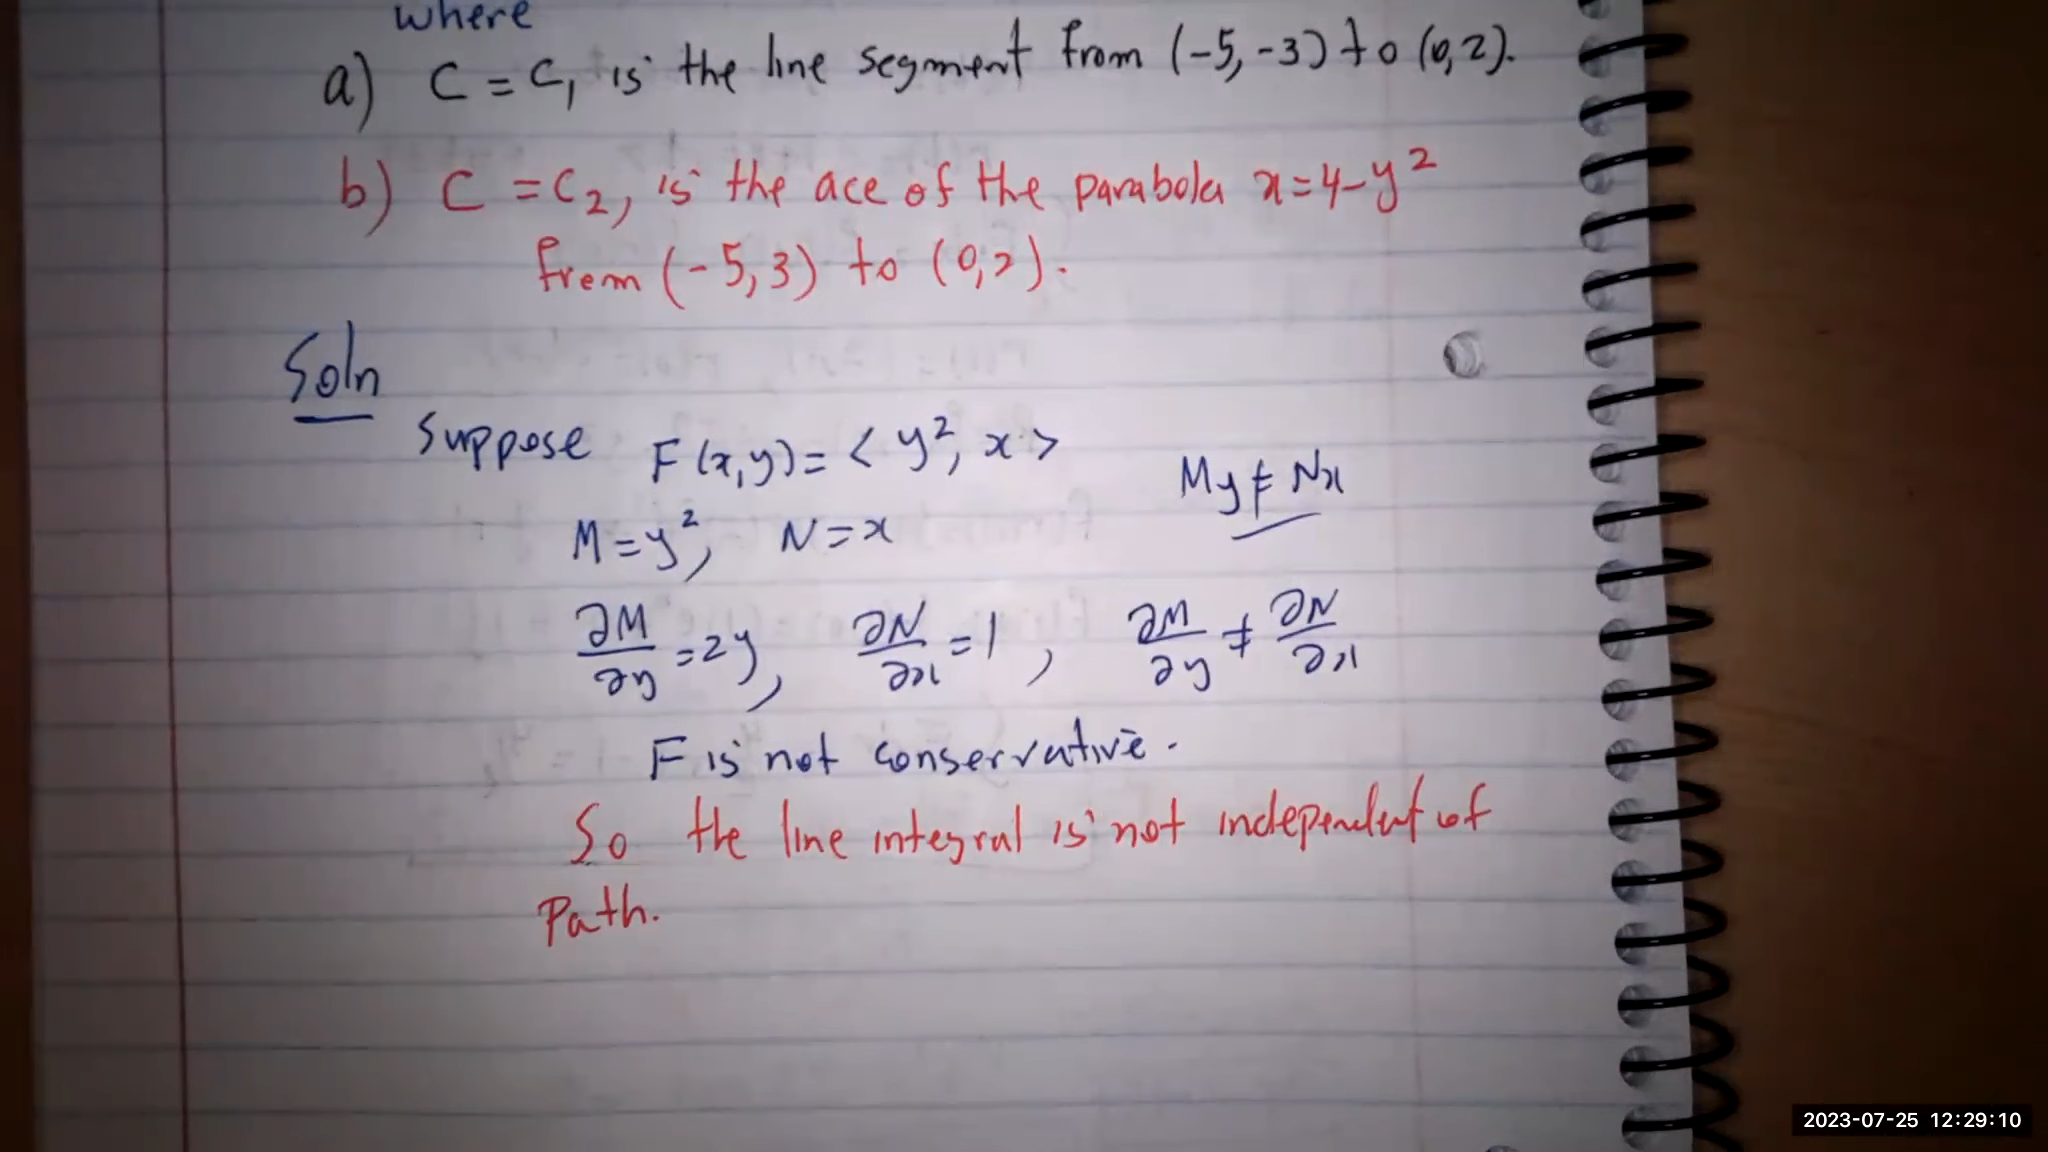 where
a) C = C₁ is the line segment from (-5, -3) to (0, 2).
b) C = C₂, is the ace of the parabola x = 4 - y²
from (-5, 3) to (0, 2).
Soln
Suppose F(x, y) = < y², x >
My ≠ Nx
M = y², N = x
∂M/∂y = 2y, ∂N/∂x = 1, ∂M/∂y ≠ ∂N/∂x
F is not conservative.
So the line integral is not independent of
Path.
2023-07-25 12:29:10